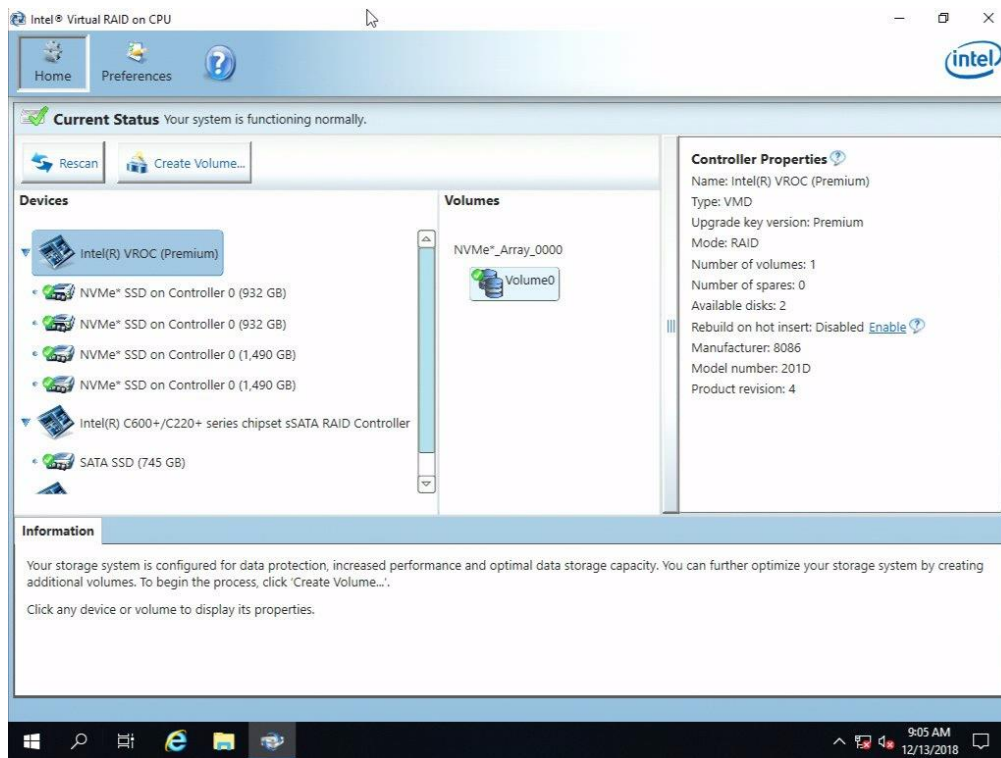 Intel® Virtual RAID on CPU
Home
Preferences
?
intel
Current Status Your system is functioning normally.
Rescan
Create Volume...
Devices
Intel(R) VROC (Premium)
NVMe* SSD on Controller 0 (932 GB)
NVMe* SSD on Controller 0 (932 GB)
NVMe* SSD on Controller 0 (1,490 GB)
NVMe* SSD on Controller 0 (1,490 GB)
Intel(R) C600+/C220+ series chipset sSATA RAID Controller
SATA SSD (745 GB)
Volumes
NVMe*_Array_0000
Volume0
Controller Properties ?
Name: Intel(R) VROC (Premium)
Type: VMD
Upgrade key version: Premium
Mode: RAID
Number of volumes: 1
Number of spares: 0
Available disks: 2
Rebuild on hot insert: Disabled Enable ?
Manufacturer: 8086
Model number: 201D
Product revision: 4
Information
Your storage system is configured for data protection, increased performance and optimal data storage capacity. You can further optimize your storage system by creating
additional volumes. To begin the process, click 'Create Volume...'.
Click any device or volume to display its properties.
9:05 AM
12/13/2018